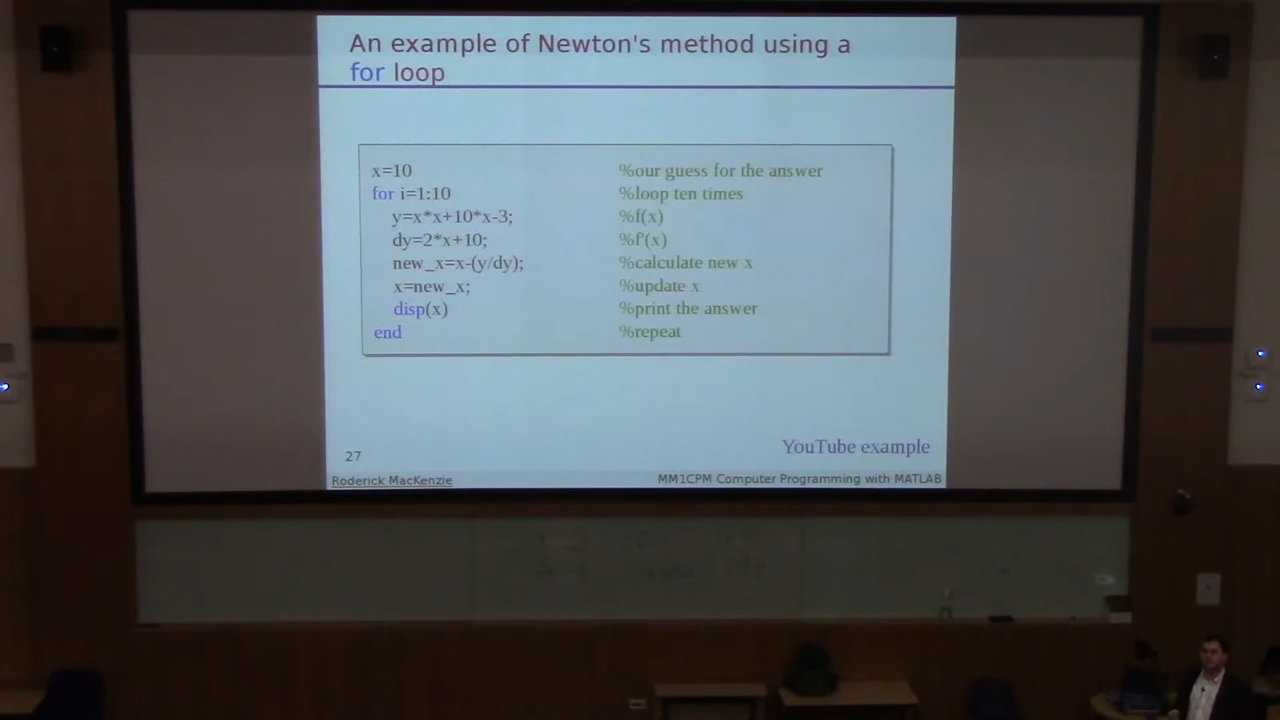 An example of Newton's method using a
for loop
x=10 %our guess for the answer
for i=1:10 %loop ten times
y=x*x+10*x-3; %f(x)
dy=2*x+10; %f'(x)
new_x=x-(y/dy); %calculate new x
x=new_x; %update x
disp(x) %print the answer
end %repeat
YouTube example
27
Roderick MacKenzie MM1CPM Computer Programming with MATLAB